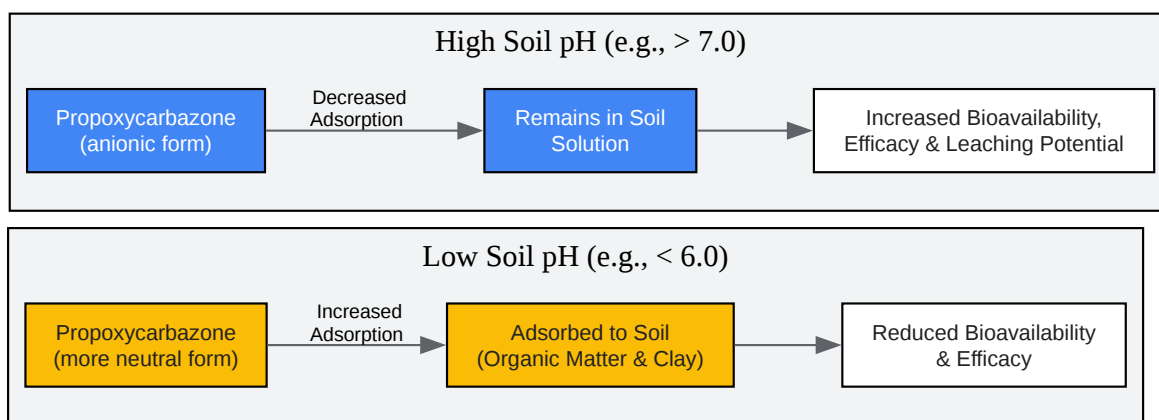 High Soil pH (e.g., > 7.0)
Propoxycarbazone
(anionic form)
Decreased
Adsorption
Remains in Soil
Solution
Increased Bioavailability,
Efficacy & Leaching Potential
Low Soil pH (e.g., < 6.0)
Propoxycarbazone
(more neutral form)
Increased
Adsorption
Adsorbed to Soil
(Organic Matter & Clay)
Reduced Bioavailability
& Efficacy